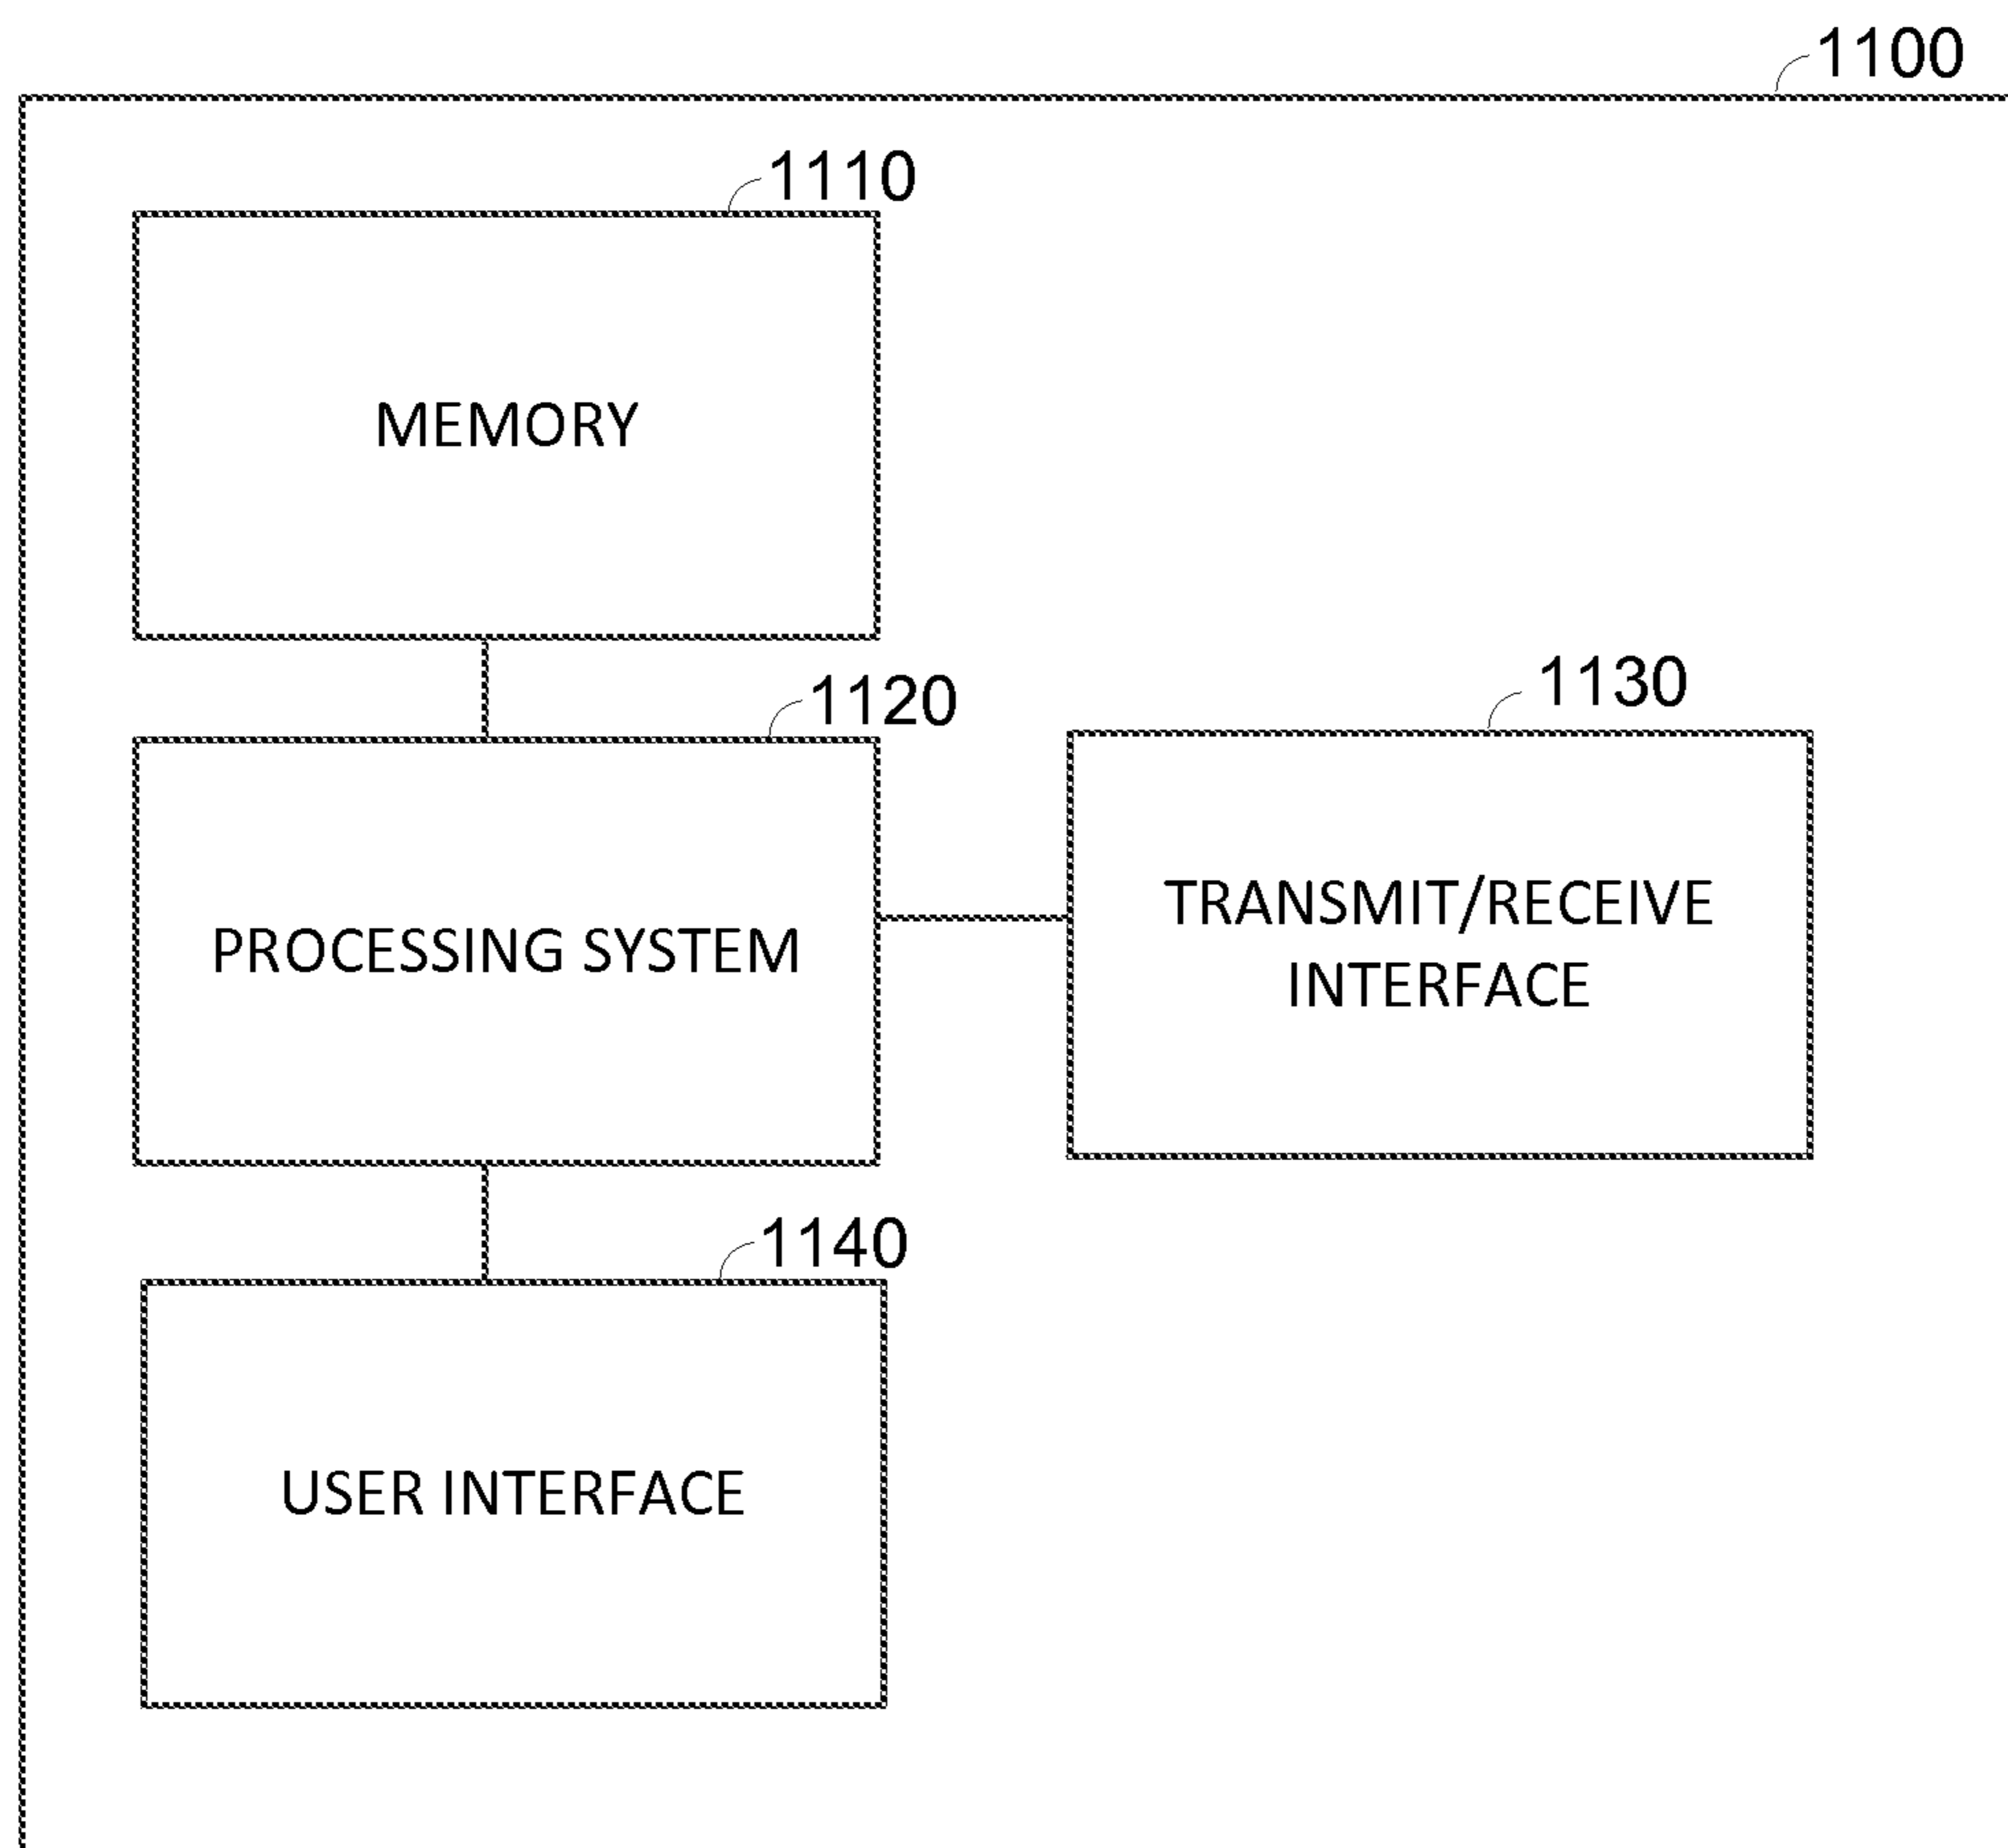 1100
1110
MEMORY
1120
1130
PROCESSING SYSTEM
TRANSMIT/RECEIVE
INTERFACE
1140
USER INTERFACE